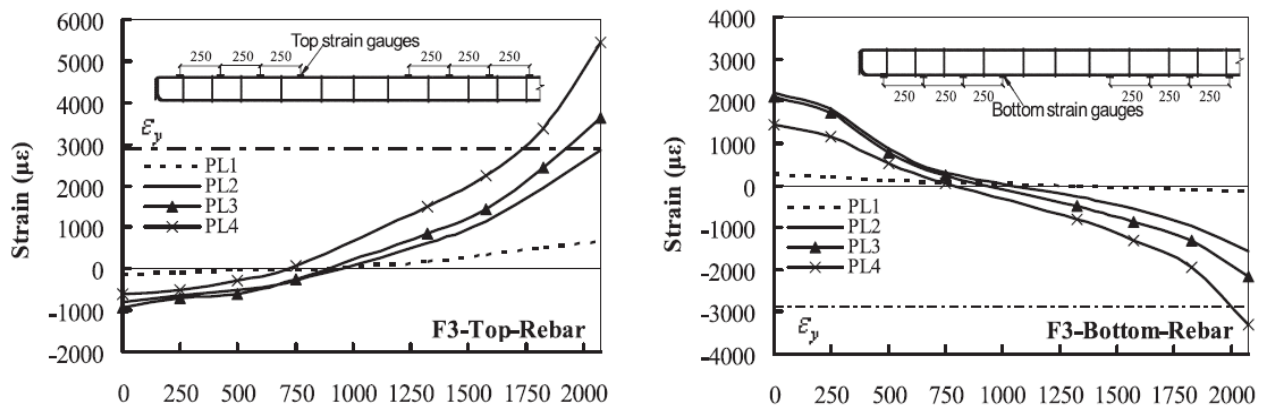 6000
5000
4000
3000
2000
1000
0
-1000
-2000
Strain (με)
250 250 250
Top strain gauges
250 250 250
εy
PL1
PL2
PL3
PL4
F3-Top-Rebar
0 250 500 750 1000 1250 1500 1750 2000
4000
3000
2000
1000
0
-1000
-2000
-3000
-4000
Strain (με)
250 250 250
Bottom strain gauges
250 250 250
PL1
PL2
PL3
PL4
εy
F3-Bottom-Rebar
0 250 500 750 1000 1250 1500 1750 2000